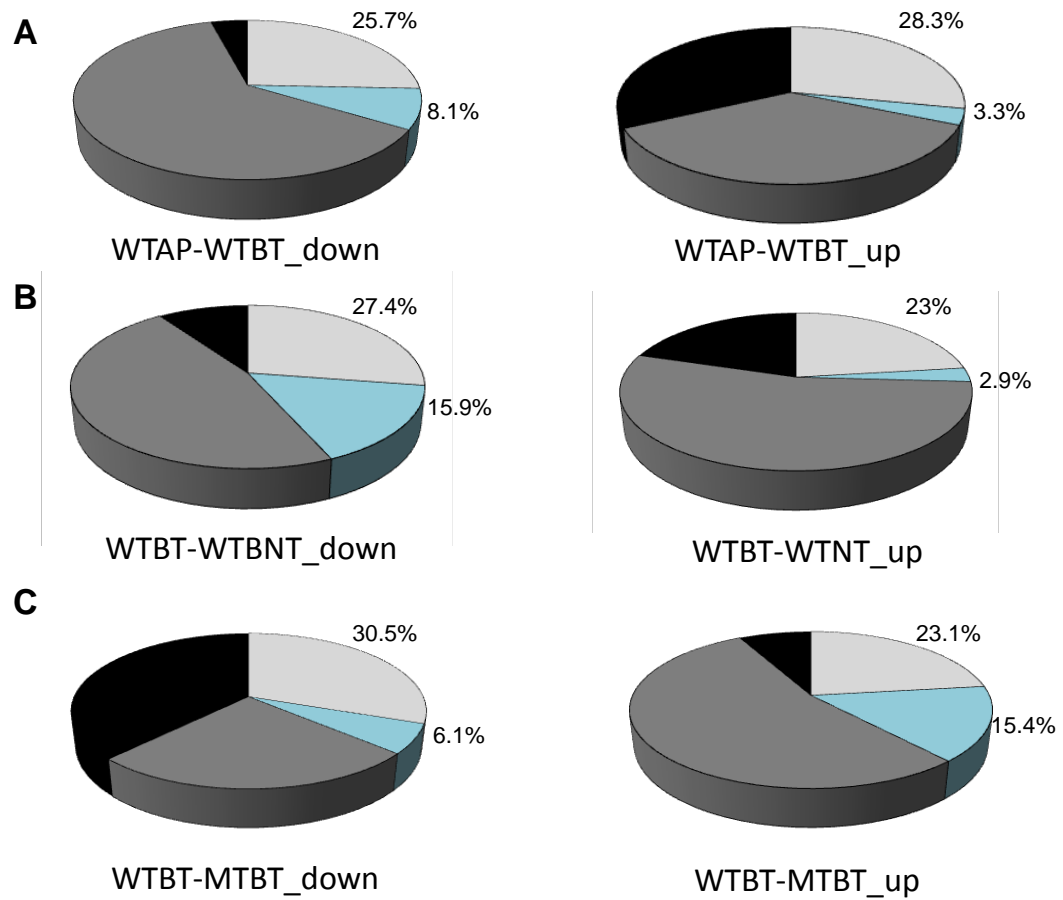 A
25.7%
28.3%
8.1%
3.3%
WTAP-WTBT_down
WTAP-WTBT_up
B
27.4%
23%
15.9%
2.9%
WTBT-WTBNT_down
WTBT-WTNT_up
C
30.5%
23.1%
6.1%
15.4%
WTBT-MTBT_down
WTBT-MTBT_up